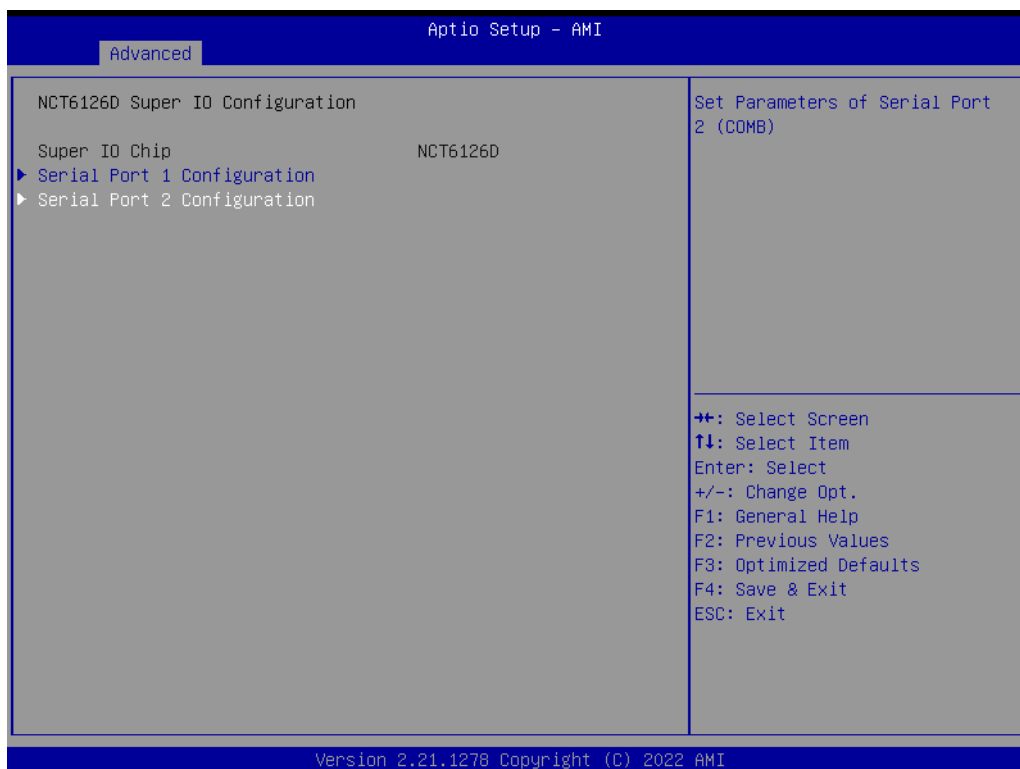 Aptio Setup – AMI
Advanced
NCT6126D Super IO Configuration
Super IO Chip NCT6126D
▶ Serial Port 1 Configuration
▶ Serial Port 2 Configuration
Set Parameters of Serial Port
2 (COMB)
→←: Select Screen
↑↓: Select Item
Enter: Select
+/-: Change Opt.
F1: General Help
F2: Previous Values
F3: Optimized Defaults
F4: Save & Exit
ESC: Exit
Version 2.21.1278 Copyright (C) 2022 AMI